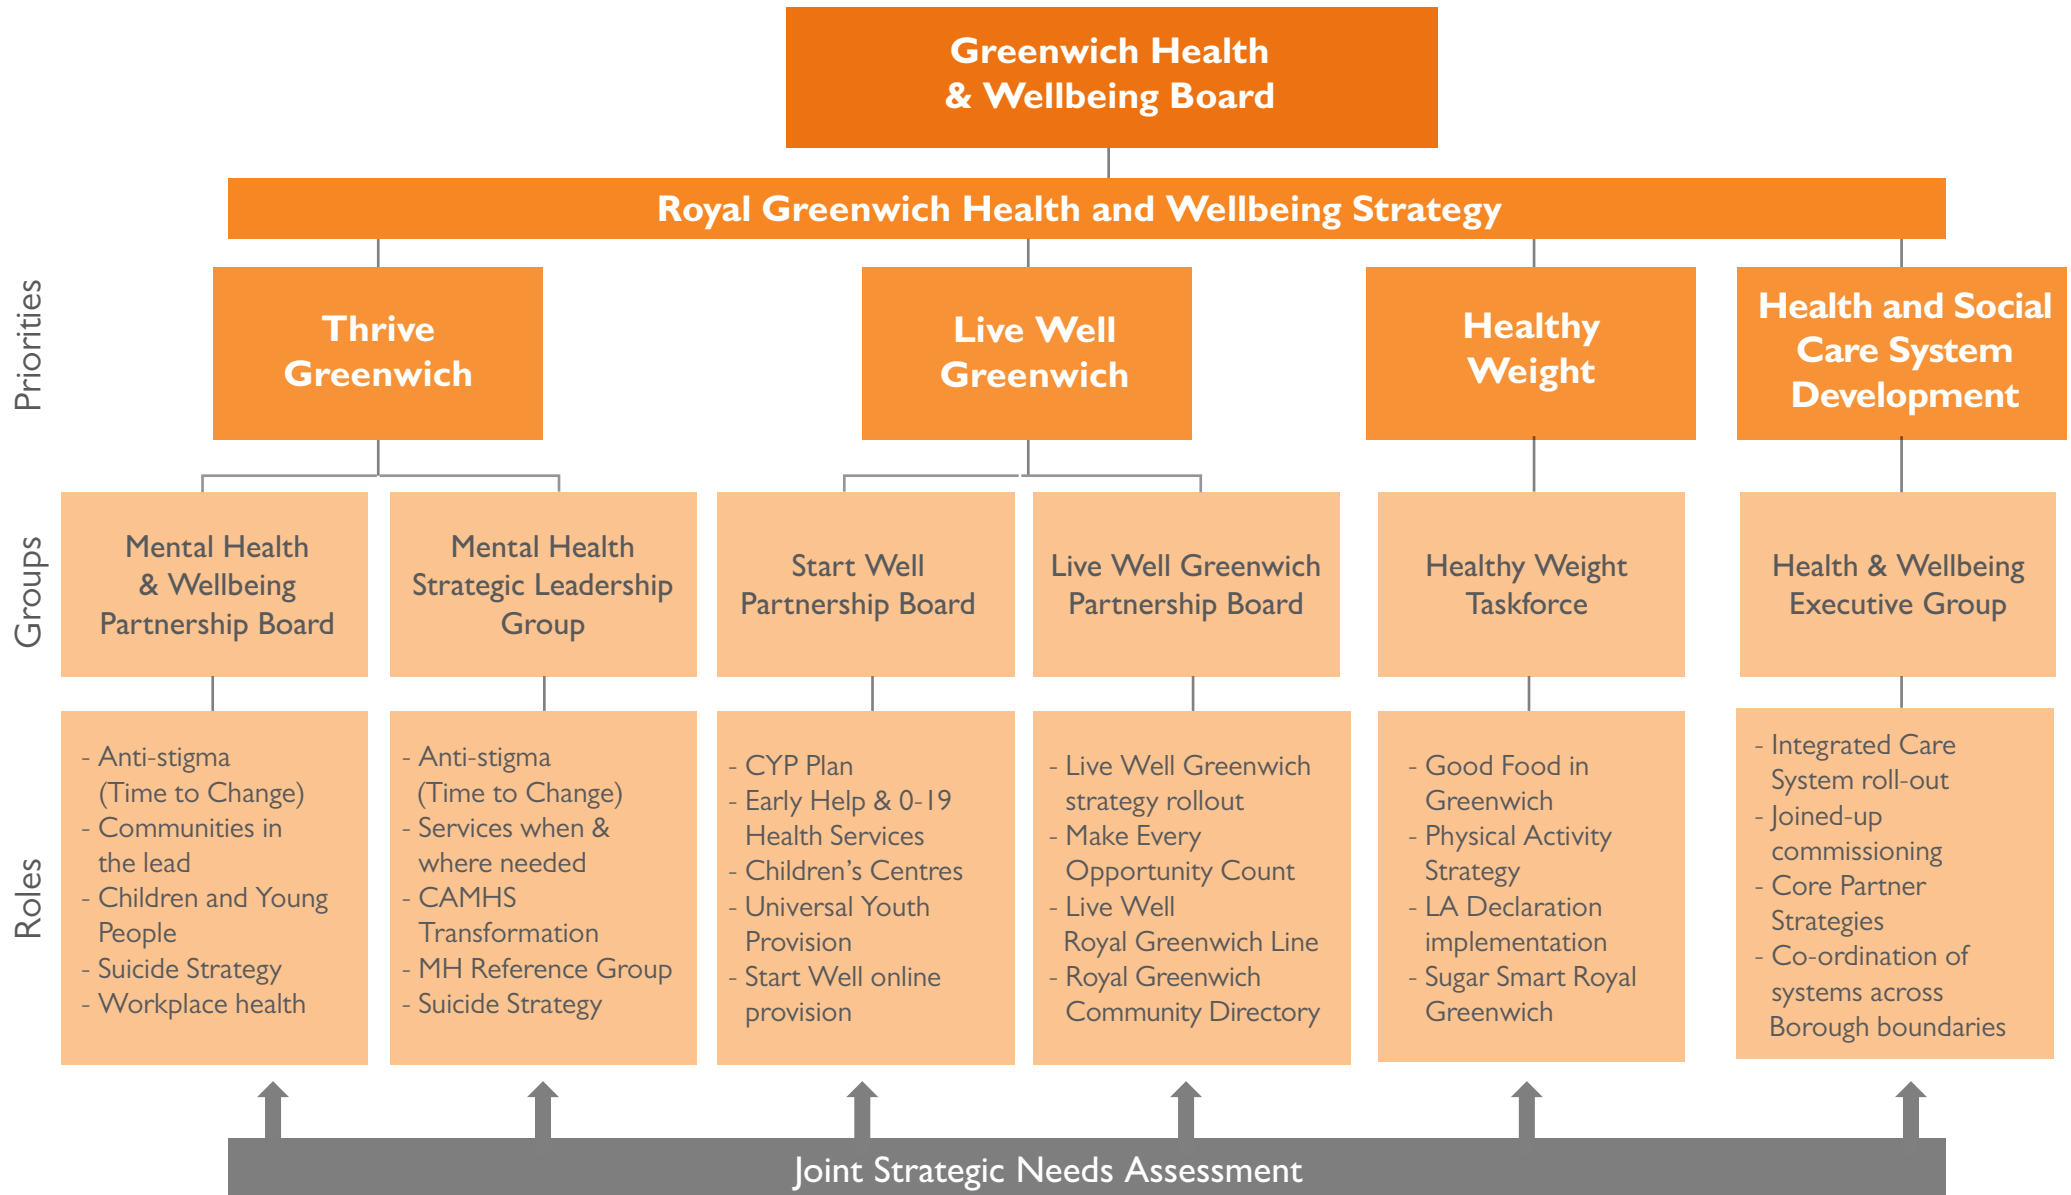 Greenwich Health
& Wellbeing Board
Royal Greenwich Health and Wellbeing Strategy
Priorities
Thrive
Greenwich
Live Well
Greenwich
Healthy
Weight
Health and Social
Care System
Development
Groups
Mental Health
& Wellbeing
Partnership Board
Mental Health
Strategic Leadership
Group
Start Well
Partnership Board
Live Well Greenwich
Partnership Board
Healthy Weight
Taskforce
Health & Wellbeing
Executive Group
Roles
- Anti-stigma
(Time to Change)
- Communities in
the lead
- Children and Young
People
- Suicide Strategy
- Workplace health
- Anti-stigma
(Time to Change)
- Services when &
where needed
- CAMHS
Transformation
- MH Reference Group
- Suicide Strategy
- CYP Plan
- Early Help & 0-19
Health Services
- Children’s Centres
- Universal Youth
Provision
- Start Well online
provision
- Live Well Greenwich
strategy rollout
- Make Every
Opportunity Count
- Live Well
Royal Greenwich Line
- Royal Greenwich
Community Directory
- Good Food in
Greenwich
- Physical Activity
Strategy
- LA Declaration
implementation
- Sugar Smart Royal
Greenwich
- Integrated Care
System roll-out
- Joined-up
commissioning
- Core Partner
Strategies
- Co-ordination of
systems across
Borough boundaries
Joint Strategic Needs Assessment